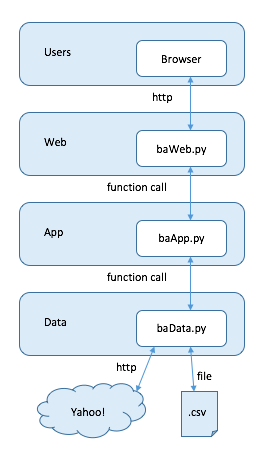 Users
Browser
http
Web
baWeb.py
function call
App
baApp.py
function call
Data
baData.py
http
file
Yahoo!
.csv